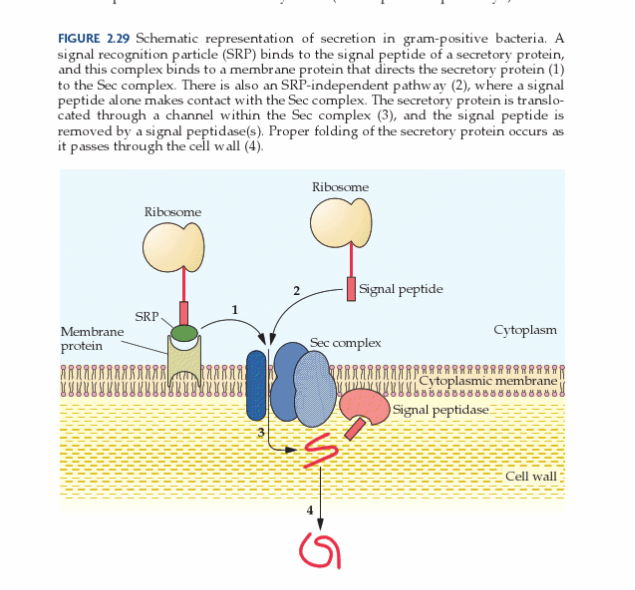 FIGURE 2.29 Schematic representation of secretion in gram-positive bacteria. A
signal recognition particle (SRP) binds to the signal peptide of a secretory protein,
and this complex binds to a membrane protein that directs the secretory protein (1)
to the Sec complex. There is also an SRP-independent pathway (2), where a signal
peptide alone makes contact with the Sec complex. The secretory protein is translo-
cated through a channel within the Sec complex (3), and the signal peptide is
removed by a signal peptidase(s). Proper folding of the secretory protein occurs as
it passes through the cell wall (4).
Ribosome
Ribosome
2
Signal peptide
1
SRP
Membrane
protein
Cytoplasm
Sec complex
Cytoplasmic membrane
Signal peptidase
3
Cell wall
4